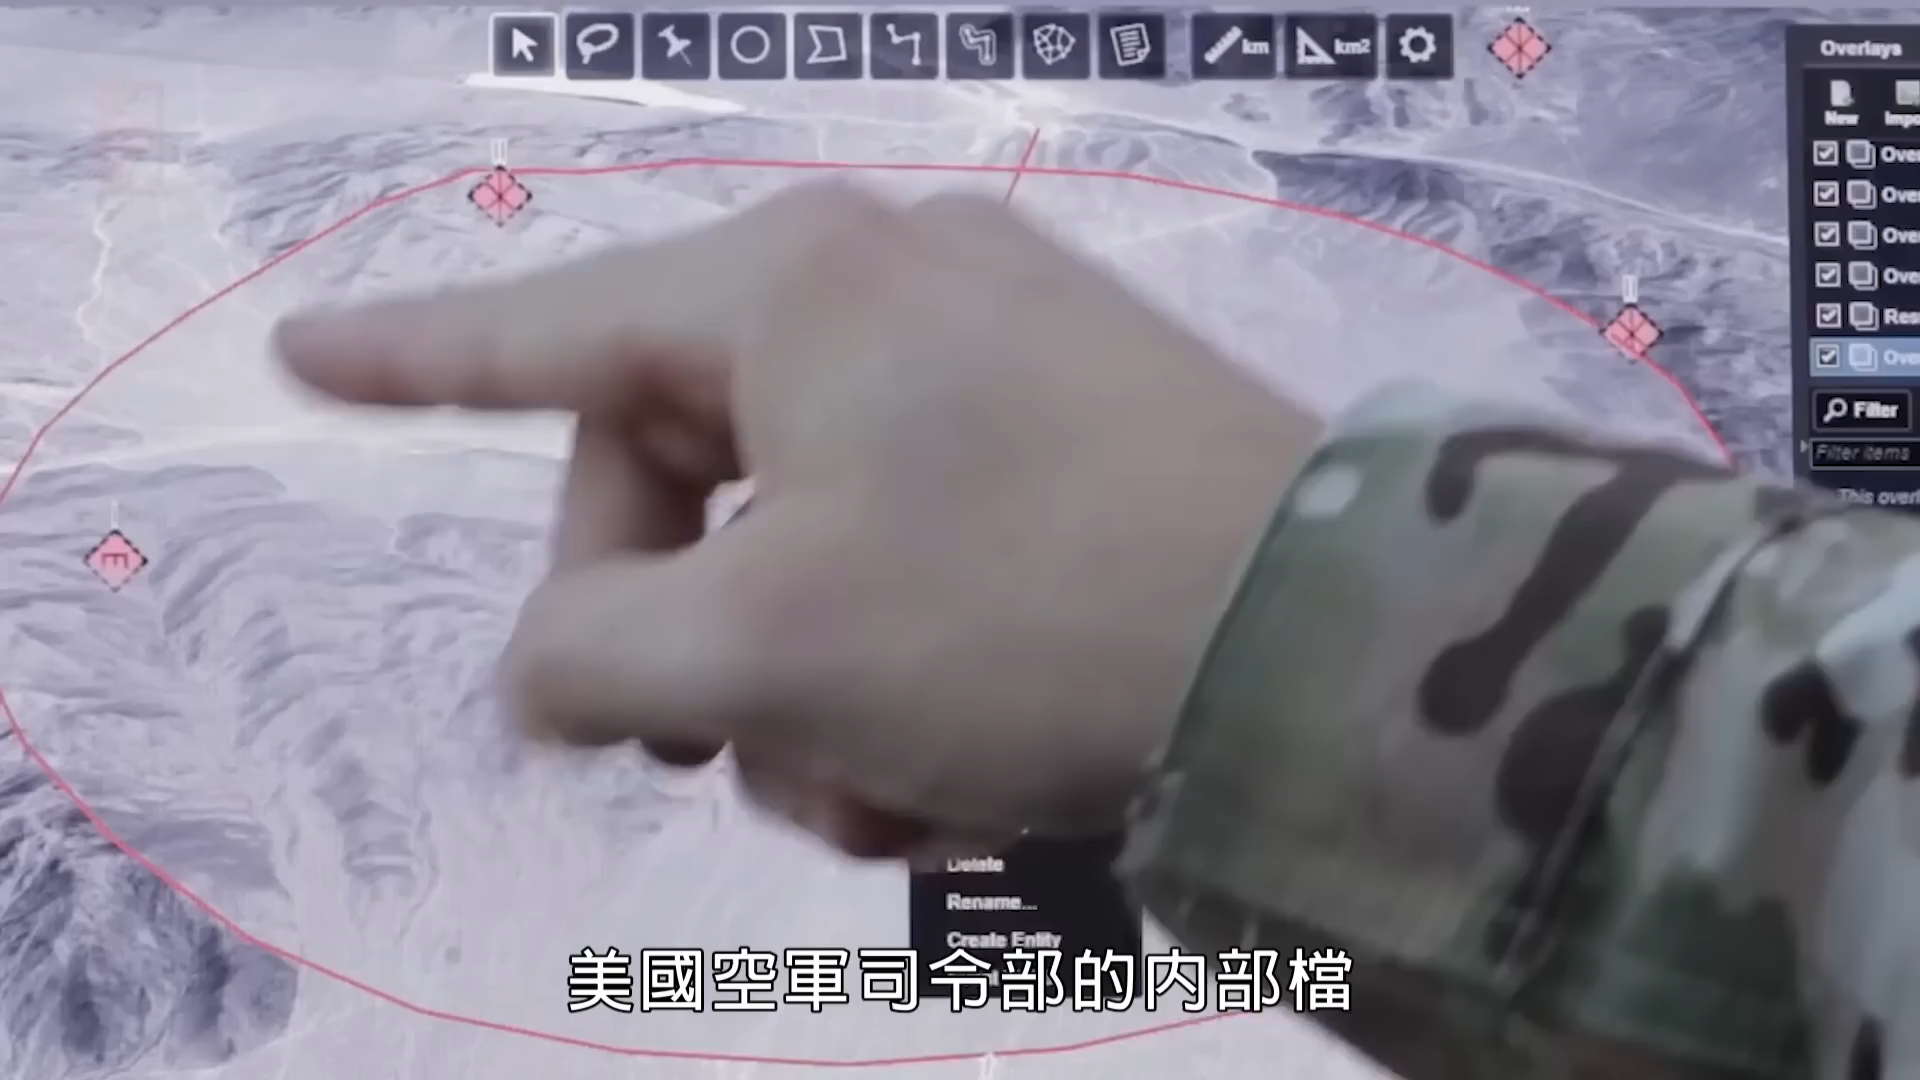 km
km2
Overlays
New
Filter
Filter items
Delete
Rename...
Create Entity
美國空軍司令部的内部檔